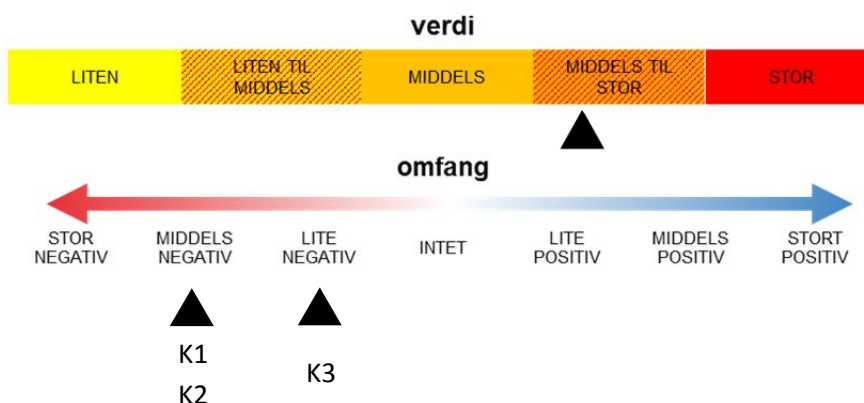 verdi
LITEN
LITEN TIL
MIDDELS
MIDDELS
MIDDELS TIL
STOR
STOR
omfang
STOR
NEGATIV
MIDDELS
NEGATIV
LITE
NEGATIV
INTET
LITE
POSITIV
MIDDELS
POSITIV
STORT
POSITIV
K1
K2
K3